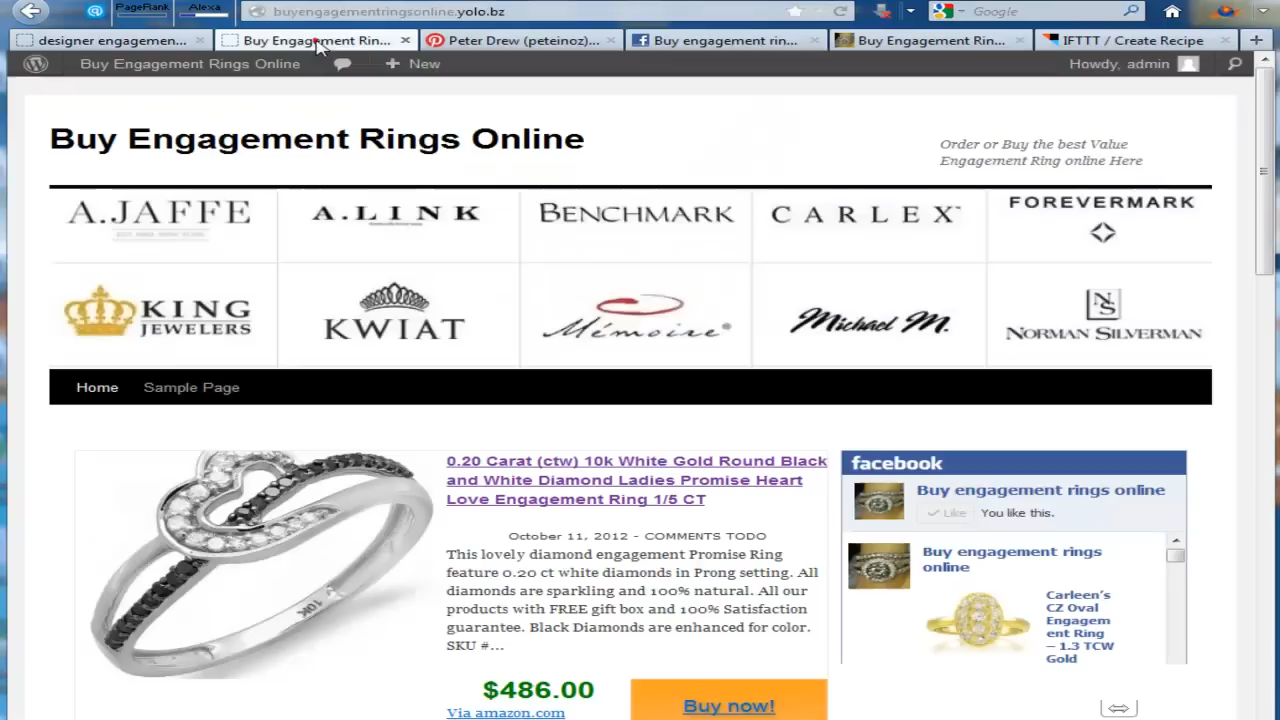 PageRank
Alexa
buyengagementringsonline.yolo.bz
Google
designer engagemen...
Buy Engagement Rin...
Peter Drew (peteinoz)...
Buy engagement rin...
Buy Engagement Rin...
IFTTT / Create Recipe
Buy Engagement Rings Online
New
Howdy, admin
Buy Engagement Rings Online
Order or Buy the best Value
Engagement Ring online Here
A.JAFFE
A.LINK
BENCHMARK
CARLEX
FOREVERMARK
KING
JEWELERS
KWIAT
Mémoire®
Michael M.
NS
NORMAN SILVERMAN
Home
Sample Page
10K
0.20 Carat (ctw) 10k White Gold Round Black
and White Diamond Ladies Promise Heart
Love Engagement Ring 1/5 CT
October 11, 2012 - COMMENTS TODO
This lovely diamond engagement Promise Ring
feature 0.20 ct white diamonds in Prong setting. All
diamonds are sparkling and 100% natural. All our
products with FREE gift box and 100% Satisfaction
guarantee. Black Diamonds are enhanced for color.
SKU #...
$486.00
Via amazon.com
Buy now!
facebook
Buy engagement rings online
Like
You like this.
Buy engagement rings
online
Carleen's
CZ Oval
Engagem
ent Ring
– 1.3 TCW
Gold